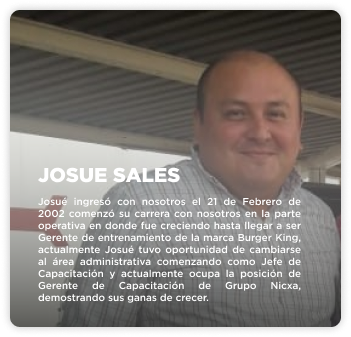 JOSUE SALES
Josué ingresó con nosotros el 21 de Febrero de
2002 comenzó su carrera con nosotros en la parte
operativa en donde fue creciendo hasta llegar a ser
Gerente de entrenamiento de la marca Burger King,
actualmente Josué tuvo oportunidad de cambiarse
al área administrativa comenzando como Jefe de
Capacitación y actualmente ocupa la posición de
Gerente de Capacitación de Grupo Nicxa,
demostrando sus ganas de crecer.